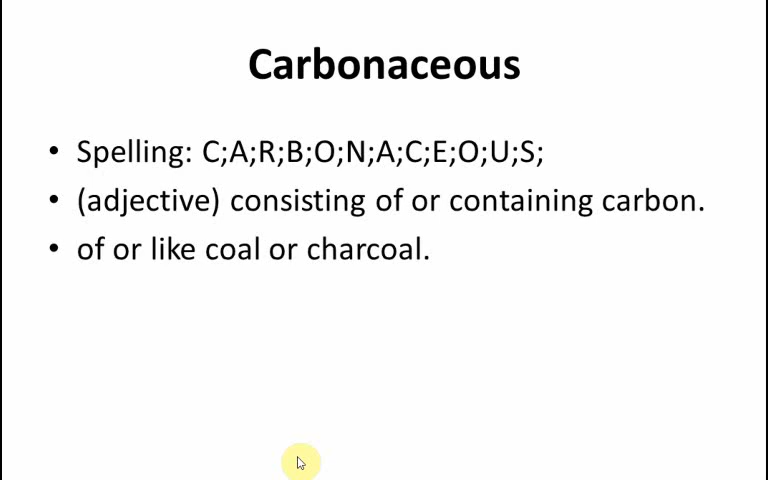 Carbonaceous
• Spelling: C;A;R;B;O;N;A;C;E;O;U;S;
• (adjective) consisting of or containing carbon.
• of or like coal or charcoal.